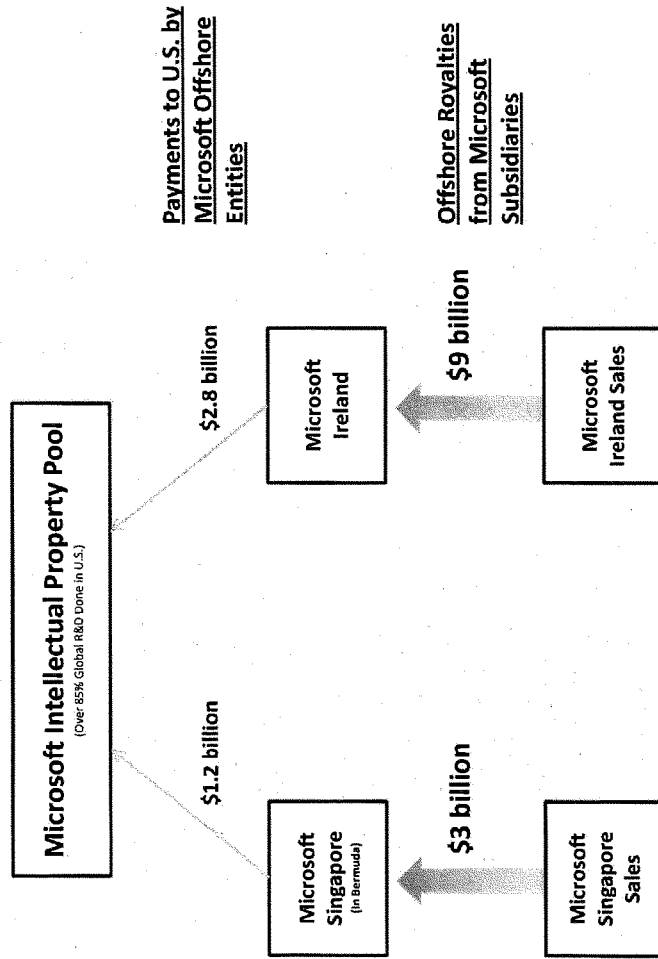 Microsoft Intellectual Property Pool
(Over 85% Global R&D Done in U.S.)
Payments to U.S. by
Microsoft Offshore
Entities
$1.2 billion
$2.8 billion
Microsoft
Singapore
(In Bermuda)
Microsoft
Ireland
Offshore Royalties
from Microsoft
Subsidiaries
$3 billion
$9 billion
Microsoft
Singapore
Sales
Microsoft
Ireland Sales